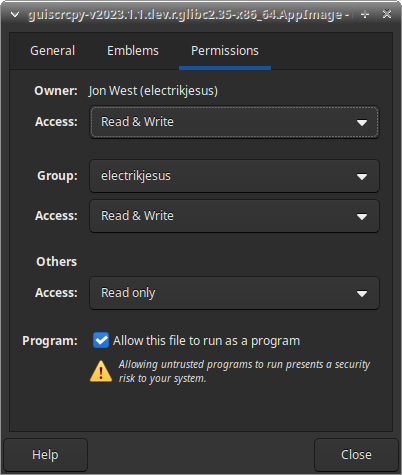 guiscrcpy-v2023.1.1.dev.r.glibc2.35-x86_64.AppImage -
General Emblems Permissions
Owner: Jon West (electrikjesus)
Access: Read & Write
Group: electrikjesus
Access: Read & Write
Others
Access: Read only
Program: Allow this file to run as a program
Allowing untrusted programs to run presents a security
risk to your system.
Help Close